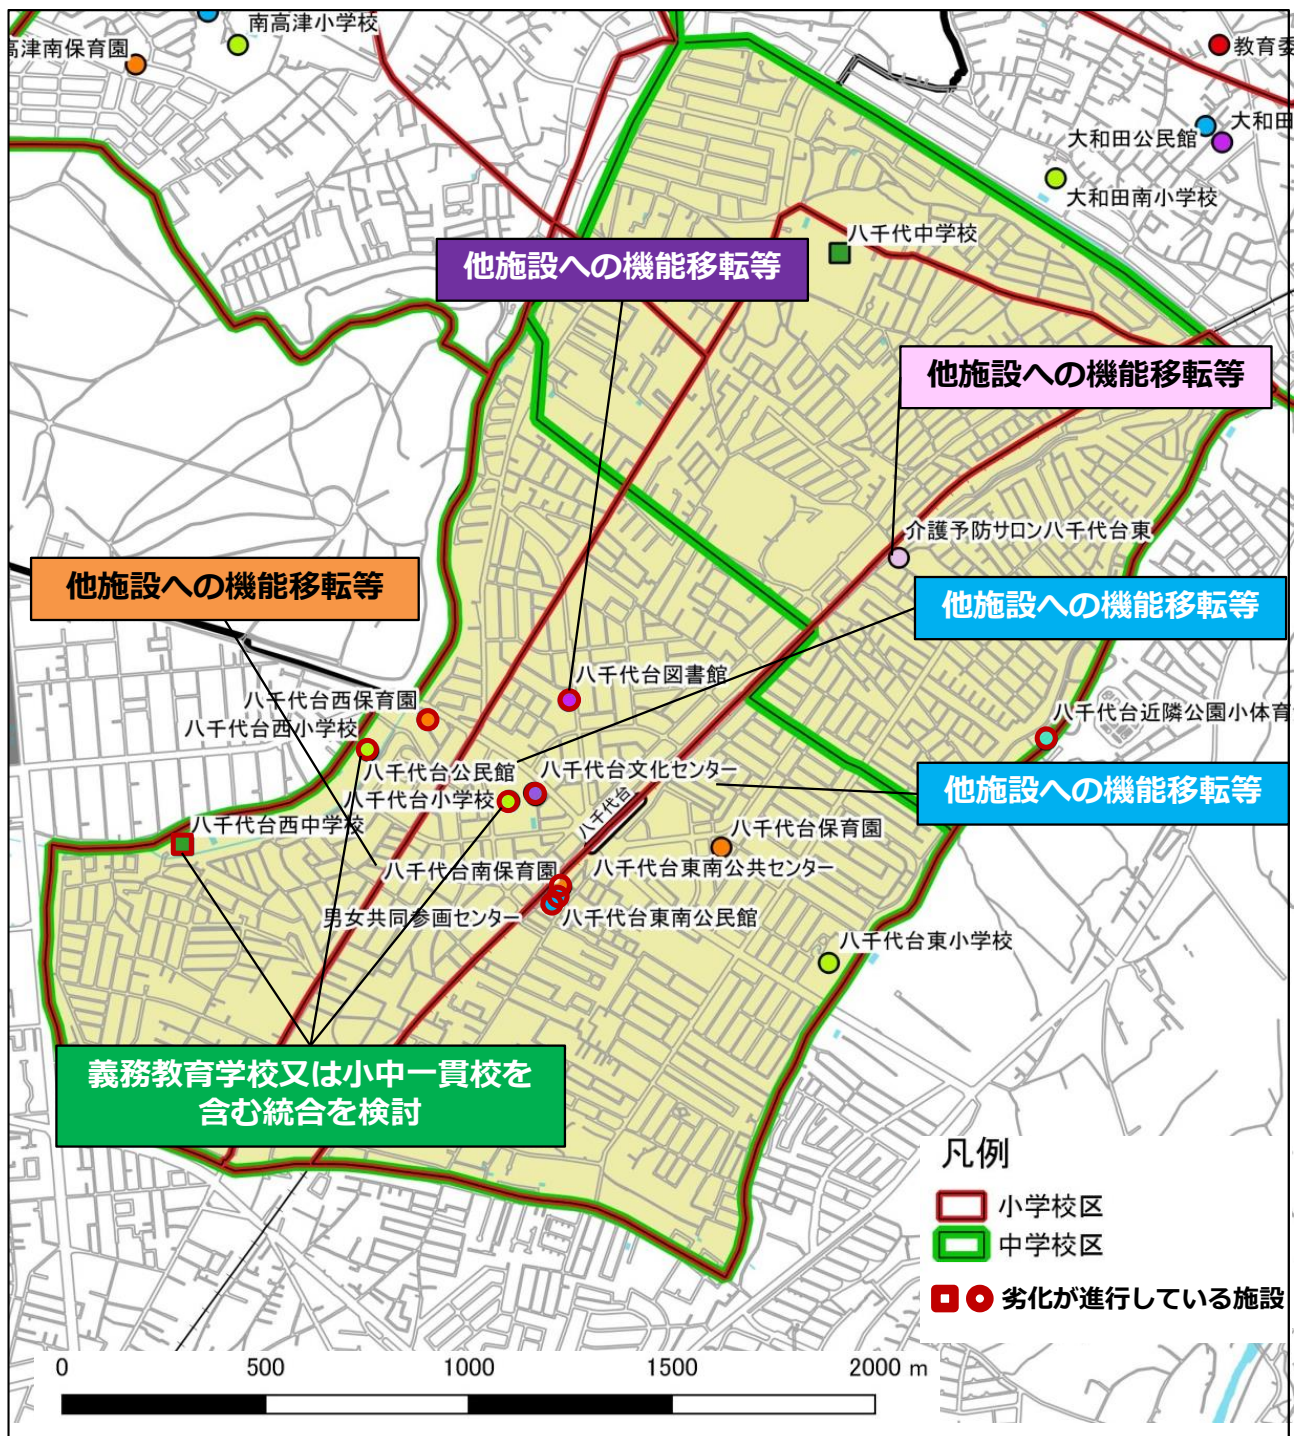 南高津小学校
高津南保育園
教育委
大和田公民館
大和田
大和田南小学校
八千代中学校
他施設への機能移転等
他施設への機能移転等
介護予防サロン八千代台東
他施設への機能移転等
他施設への機能移転等
八千代台図書館
八千代台西保育園
八千代台西小学校
八千代台近隣公園小体育
八千代台公民館
八千代台文化センター
八千代台小学校
他施設への機能移転等
八千代台
八千代台西中学校
八千代台保育園
八千代台南保育園
八千代台東南公共センター
男女共同参画センター
八千代台東南公民館
八千代台東小学校
義務教育学校又は小中一貫校を
含む統合を検討
凡例
小学校区
中学校区
劣化が進行している施設
0 500 1000 1500 2000 m